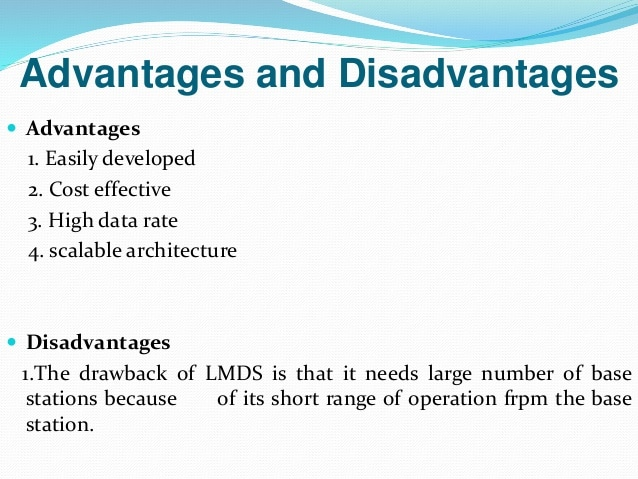 Advantages and Disadvantages
• Advantages
1. Easily developed
2. Cost effective
3. High data rate
4. scalable architecture
• Disadvantages
1.The drawback of LMDS is that it needs large number of base
stations because of its short range of operation frpm the base
station.